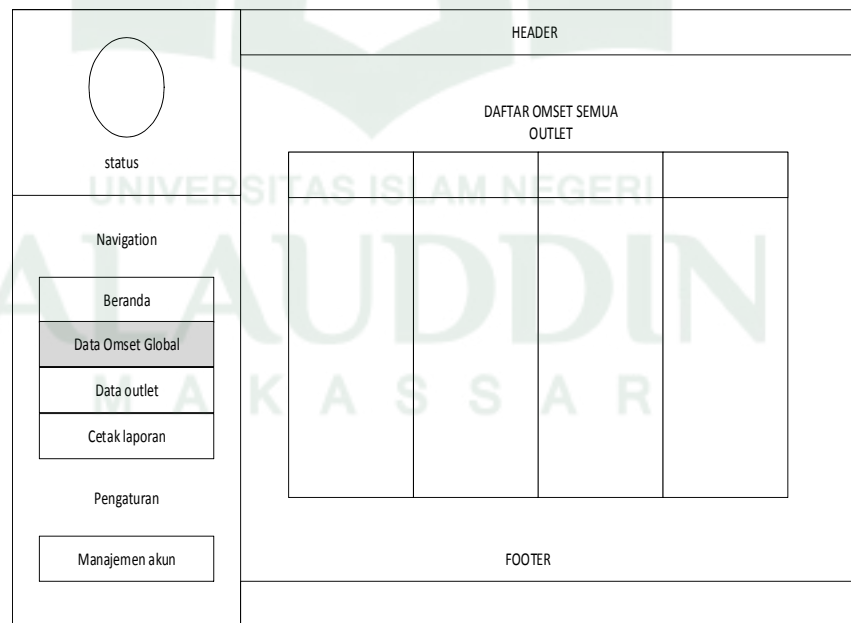 HEADER
status
DAFTAR OMSET SEMUA
OUTLET
UNIVERSITAS ISLAM NEGERI
ALAUDDIN
MAKASSAR
Navigation
Beranda
Data Omset Global
Data outlet
Cetak laporan
Pengaturan
Manajemen akun
FOOTER